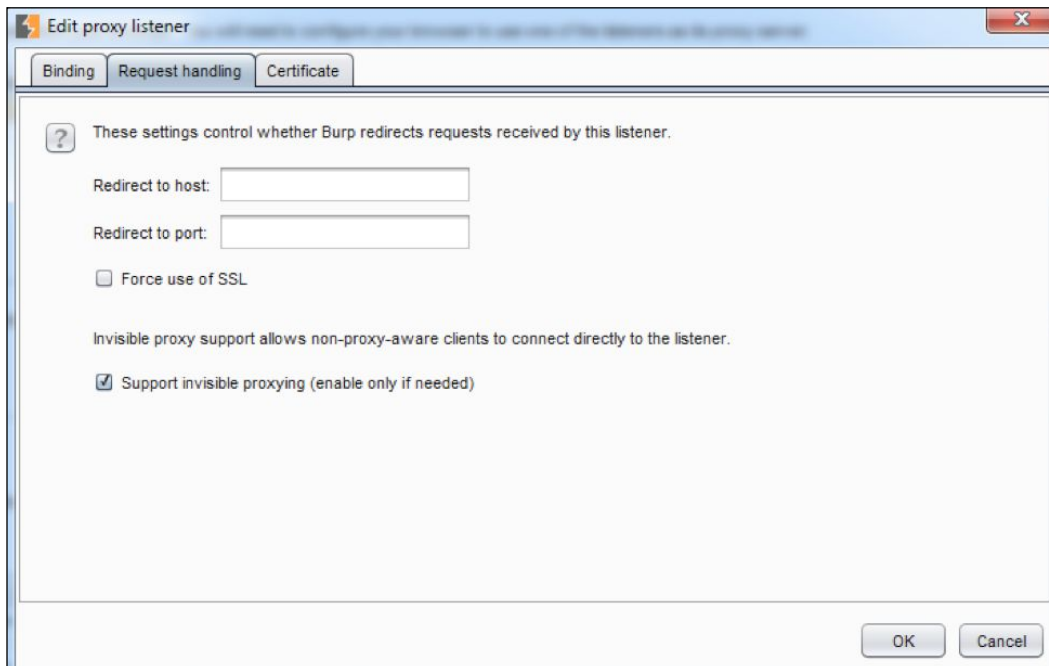 Edit proxy listener
Binding
Request handling
Certificate
?
These settings control whether Burp redirects requests received by this listener.
Redirect to host:
Redirect to port:
Force use of SSL
Invisible proxy support allows non-proxy-aware clients to connect directly to the listener.
Support invisible proxying (enable only if needed)
OK
Cancel